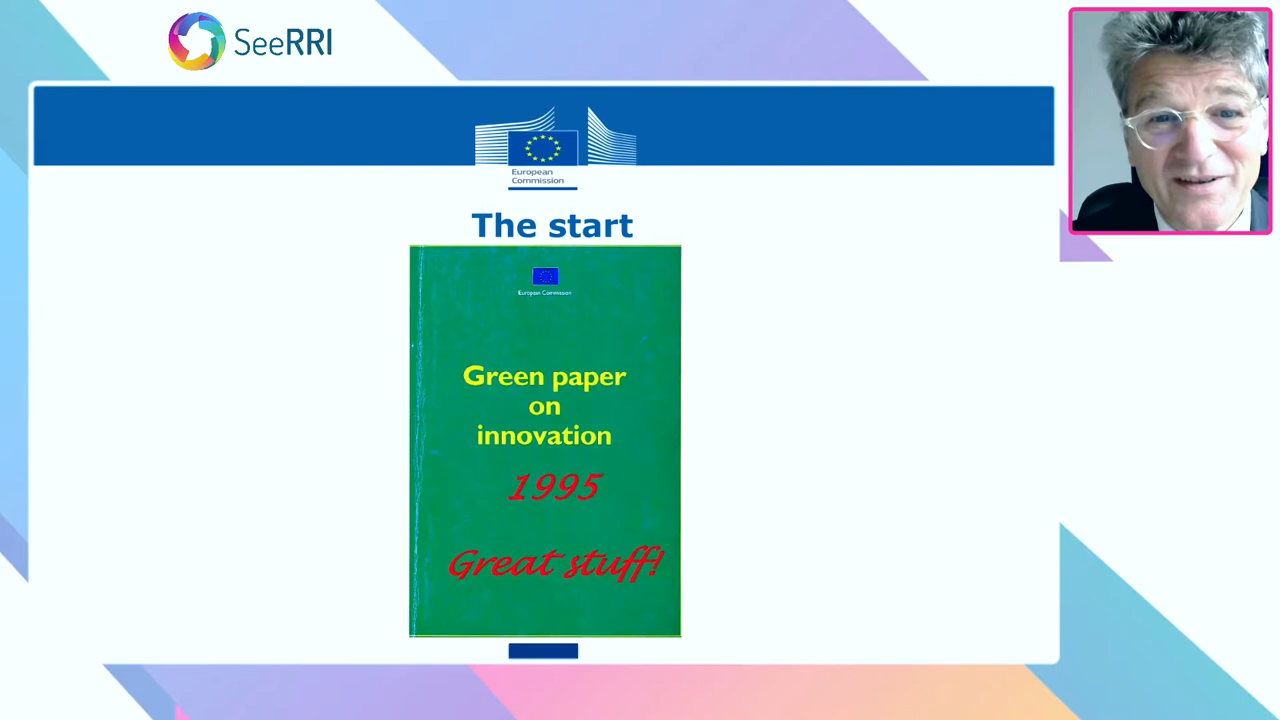 SeeRRI
European
Commission
The start
European Commission
Green paper
on
innovation
1995
Great stuff!